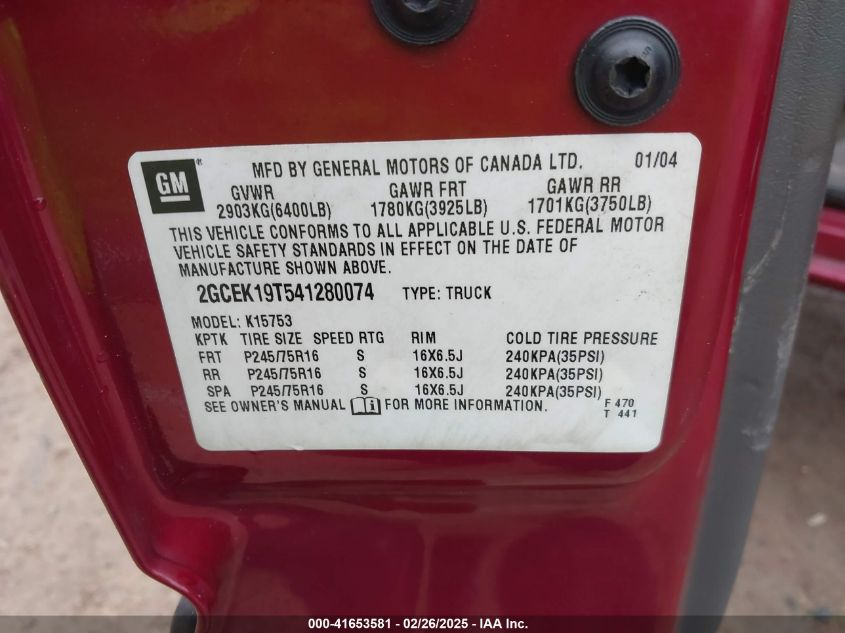 MFD BY GENERAL MOTORS OF CANADA LTD. 01/04
GM®
GVWR GAWR FRT GAWR RR
2903KG(6400LB) 1780KG(3925LB) 1701KG(3750LB)
THIS VEHICLE CONFORMS TO ALL APPLICABLE U.S. FEDERAL MOTOR
VEHICLE SAFETY STANDARDS IN EFFECT ON THE DATE OF
MANUFACTURE SHOWN ABOVE.
2GCEK19T541280074 TYPE: TRUCK
MODEL: K15753
KPTK TIRE SIZE SPEED RTG RIM COLD TIRE PRESSURE
FRT P245/75R16 S 16X6.5J 240KPA(35PSI)
RR P245/75R16 S 16X6.5J 240KPA(35PSI)
SPA P245/75R16 S 16X6.5J 240KPA(35PSI)
SEE OWNER'S MANUAL FOR MORE INFORMATION.
F 470
T 441
000-41653581 - 02/26/2025 - IAA Inc.